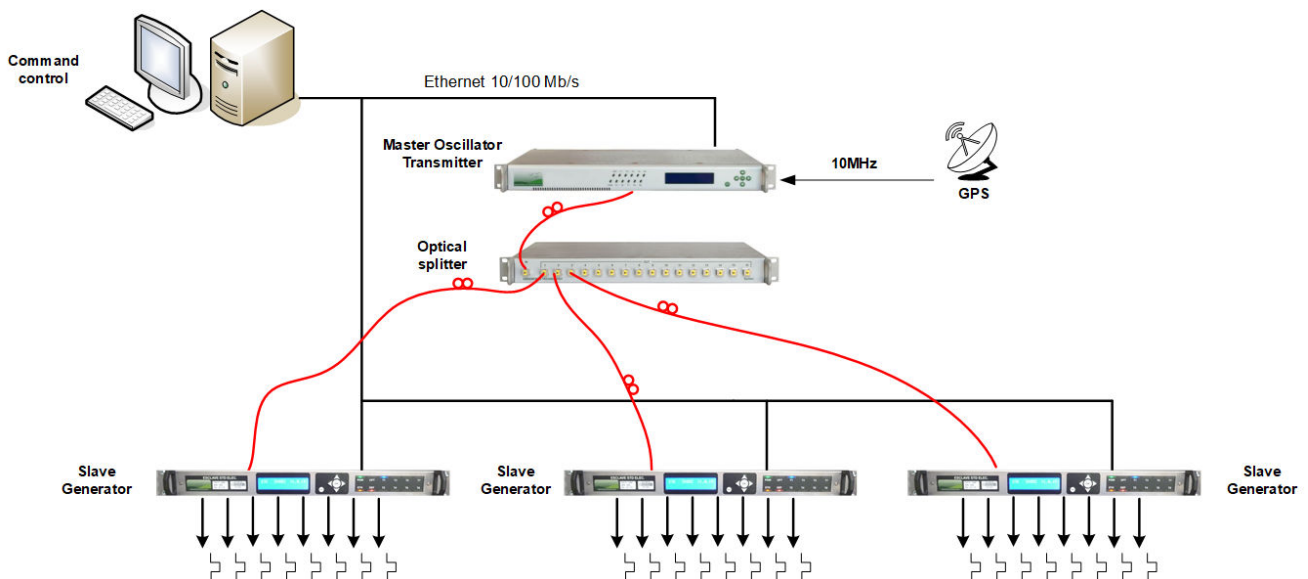 Command
control
Ethernet 10/100 Mb/s
Master Oscillator
Transmitter
10MHz
GPS
Optical
splitter
Slave
Generator
Slave
Generator
Slave
Generator